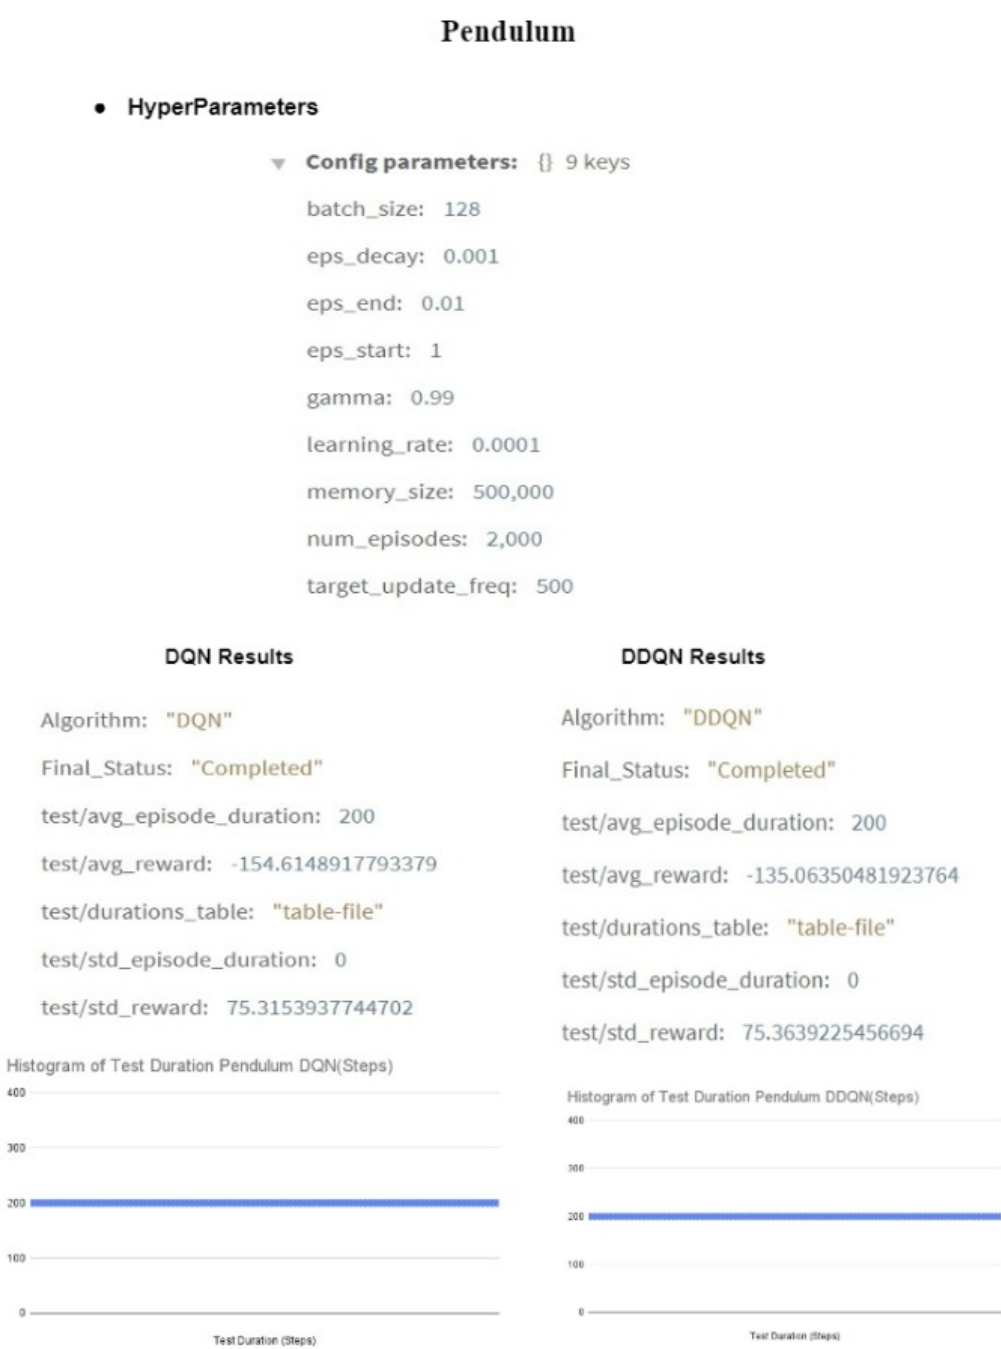 Pendulum
• HyperParameters
Config parameters: {} 9 keys
batch_size: 128
eps_decay: 0.001
eps_end: 0.01
eps_start: 1
gamma: 0.99
learning_rate: 0.0001
memory_size: 500,000
num_episodes: 2,000
target_update_freq: 500
DQN Results
Algorithm: "DQN"
Final_Status: "Completed"
test/avg_episode_duration: 200
test/avg_reward: -154.6148917793379
test/durations_table: "table-file"
test/std_episode_duration: 0
test/std_reward: 75.3153937744702
Histogram of Test Duration Pendulum DQN(Steps)
400
300
200
100
0
Test Duration (Steps)
DDQN Results
Algorithm: "DDQN"
Final_Status: "Completed"
test/avg_episode_duration: 200
test/avg_reward: -135.06350481923764
test/durations_table: "table-file"
test/std_episode_duration: 0
test/std_reward: 75.3639225456694
Histogram of Test Duration Pendulum DDQN(Steps)
400
300
200
100
0
Test Duration (Steps)